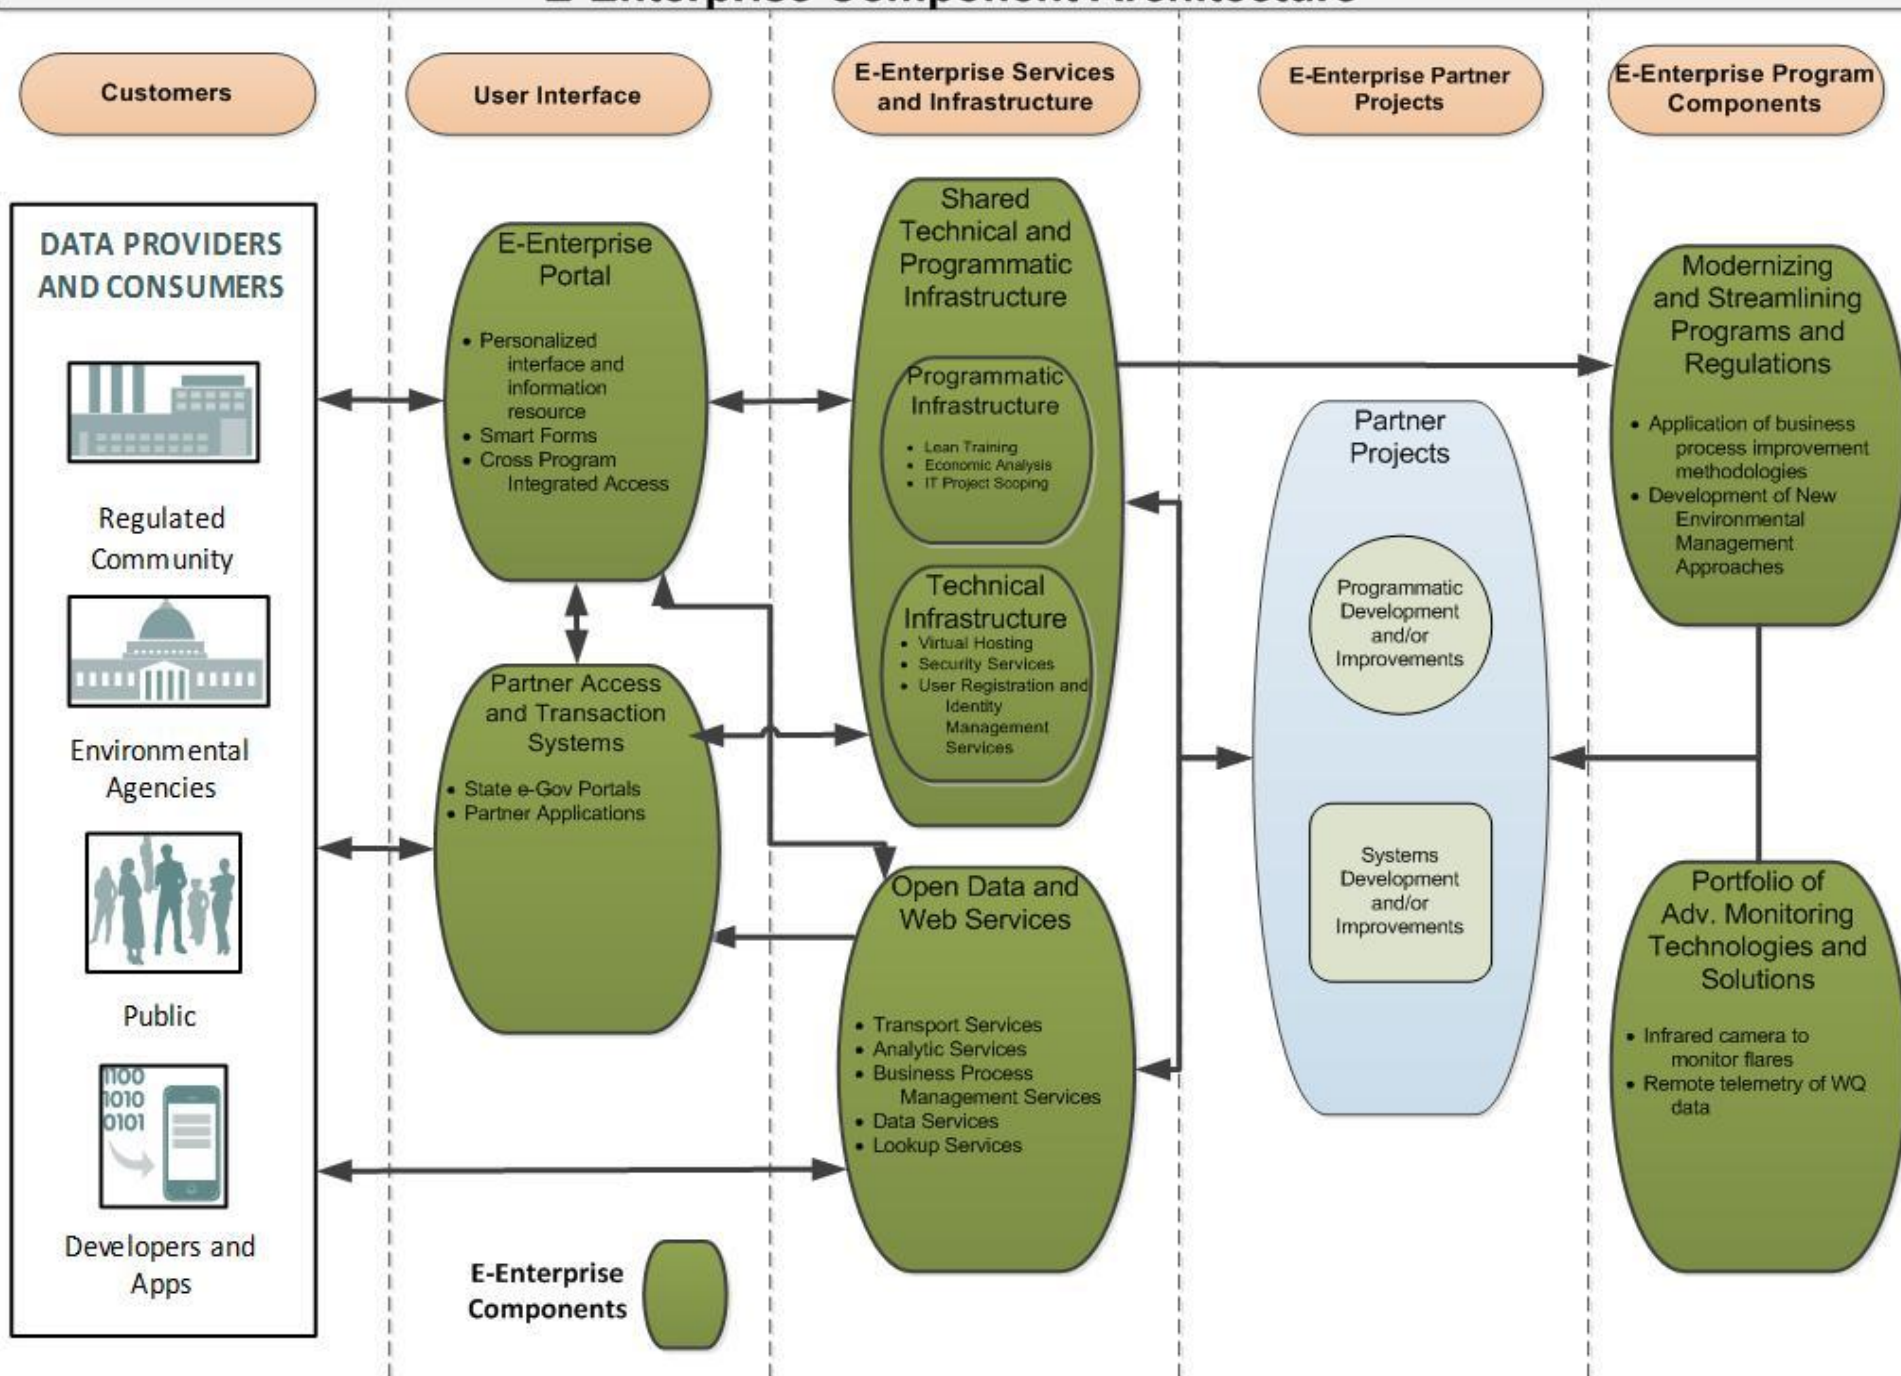 E-Enterprise Component Architecture
Customers
User Interface
E-Enterprise Services
and Infrastructure
E-Enterprise Partner
Projects
E-Enterprise Program
Components
DATA PROVIDERS
AND CONSUMERS
Regulated
Community
Environmental
Agencies
Public
1100
1010
0101
Developers and
Apps
E-Enterprise
Portal
• Personalized
interface and
information
resource
• Smart Forms
• Cross Program
Integrated Access
Partner Access
and Transaction
Systems
• State e-Gov Portals
• Partner Applications
E-Enterprise
Components
Shared
Technical and
Programmatic
Infrastructure
Programmatic
Infrastructure
• Lean Training
• Economic Analysis
• IT Project Scoping
Technical
Infrastructure
• Virtual Hosting
• Security Services
• User Registration and
Identity
Management
Services
Open Data and
Web Services
• Transport Services
• Analytic Services
• Business Process
Management Services
• Data Services
• Lookup Services
Partner
Projects
Programmatic
Development
and/or
Improvements
Systems
Development
and/or
Improvements
Modernizing
and Streamlining
Programs and
Regulations
• Application of business
process improvement
methodologies
• Development of New
Environmental
Management
Approaches
Portfolio of
Adv. Monitoring
Technologies and
Solutions
• Infrared camera to
monitor flares
• Remote telemetry of WQ
data